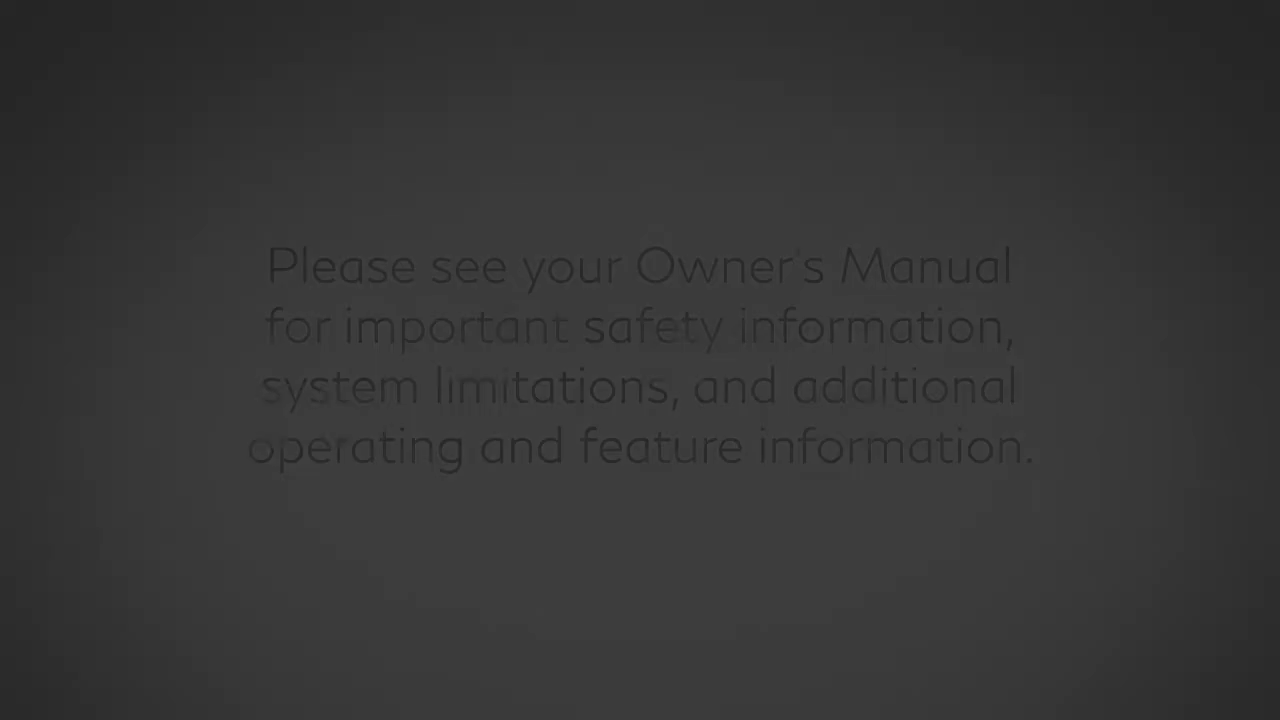 Please see your Owner's Manual
for important safety information,
system limitations, and additional
operating and feature information.